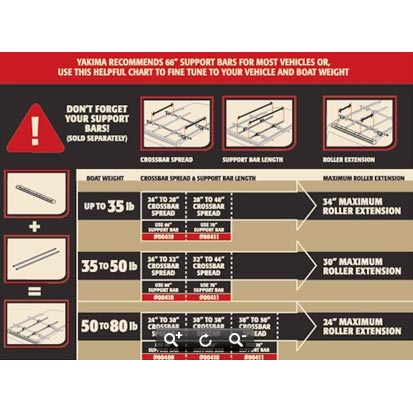 YAKIMA RECOMMENDS 66" SUPPORT BARS FOR MOST VEHICLES OR,
USE THIS HELPFUL CHART TO FINE TUNE TO YOUR VEHICLE AND BOAT WEIGHT
DON'T FORGET
YOUR SUPPORT
BARS!
(SOLD SEPARATELY)
CROSSBAR SPREAD
SUPPORT BAR LENGTH
ROLLER EXTENSION
BOAT WEIGHT
CROSSBAR SPREAD & SUPPORT BAR LENGTH
MAXIMUM ROLLER EXTENSION
UP TO 35 lb
24" TO 28"
CROSSBAR
SPREAD
28" TO 40"
CROSSBAR
SPREAD
USE 66"
SUPPORT BAR
USE 78"
SUPPORT BAR
#00410
#00411
34" MAXIMUM
ROLLER EXTENSION
35 TO 50 lb
24" TO 32"
CROSSBAR
SPREAD
32" TO 44"
CROSSBAR
SPREAD
USE 66"
SUPPORT BAR
USE 78"
SUPPORT BAR
#00410
#00411
30" MAXIMUM
ROLLER EXTENSION
50 TO 80 lb
24" TO 30"
CROSSBAR
SPREAD
30" TO 38"
CROSSBAR
38" TO 50"
CROSSBAR
#00409
#00410
#00411
24" MAXIMUM
ROLLER EXTENSION